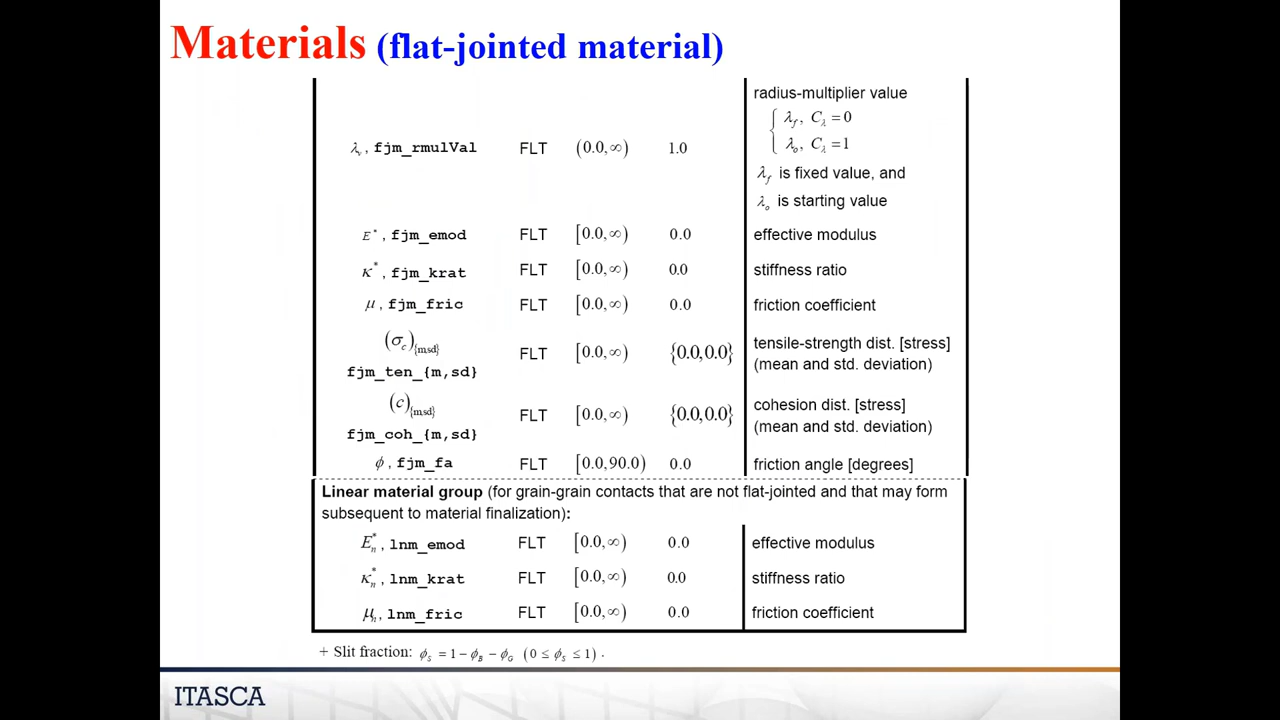 Materials (flat-jointed material)
radius-multiplier value
{ λf, Cλ = 0
λo, Cλ = 1
λv, fjm_rmulVal FLT (0.0, ∞) 1.0
λf is fixed value, and
λo is starting value
E*, fjm_emod FLT [0.0, ∞) 0.0 effective modulus
κ*, fjm_krat FLT [0.0, ∞) 0.0 stiffness ratio
μ, fjm_fric FLT [0.0, ∞) 0.0 friction coefficient
(σc){m,sd} FLT [0.0, ∞) {0.0,0.0} tensile-strength dist. [stress]
fjm_ten_{m,sd} (mean and std. deviation)
(c){m,sd} FLT [0.0, ∞) {0.0,0.0} cohesion dist. [stress]
fjm_coh_{m,sd} (mean and std. deviation)
ϕ, fjm_fa FLT [0.0,90.0) 0.0 friction angle [degrees]
Linear material group (for grain-grain contacts that are not flat-jointed and that may form
subsequent to material finalization):
En*, lnm_emod FLT [0.0, ∞) 0.0 effective modulus
κn*, lnm_krat FLT [0.0, ∞) 0.0 stiffness ratio
μn, lnm_fric FLT [0.0, ∞) 0.0 friction coefficient
+ Slit fraction: ϕS = 1 − ϕB − ϕG (0 ≤ ϕS ≤ 1) .
ITASCA